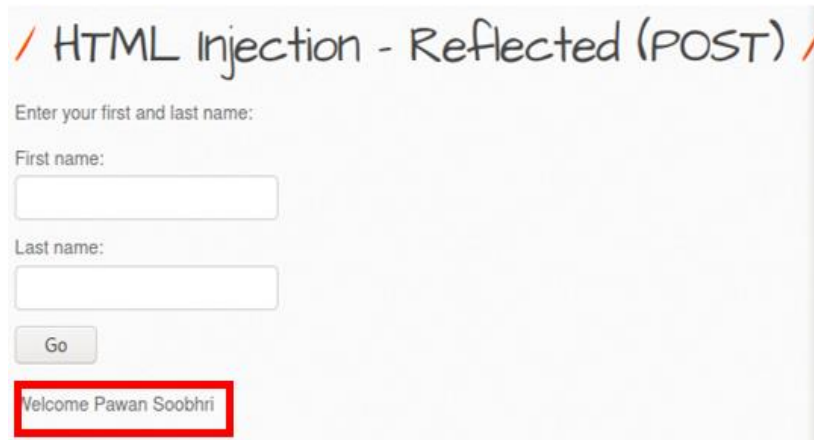 / HTML Injection - Reflected (POST) /
Enter your first and last name:
First name:
Last name:
Go
Welcome Pawan Soobhri